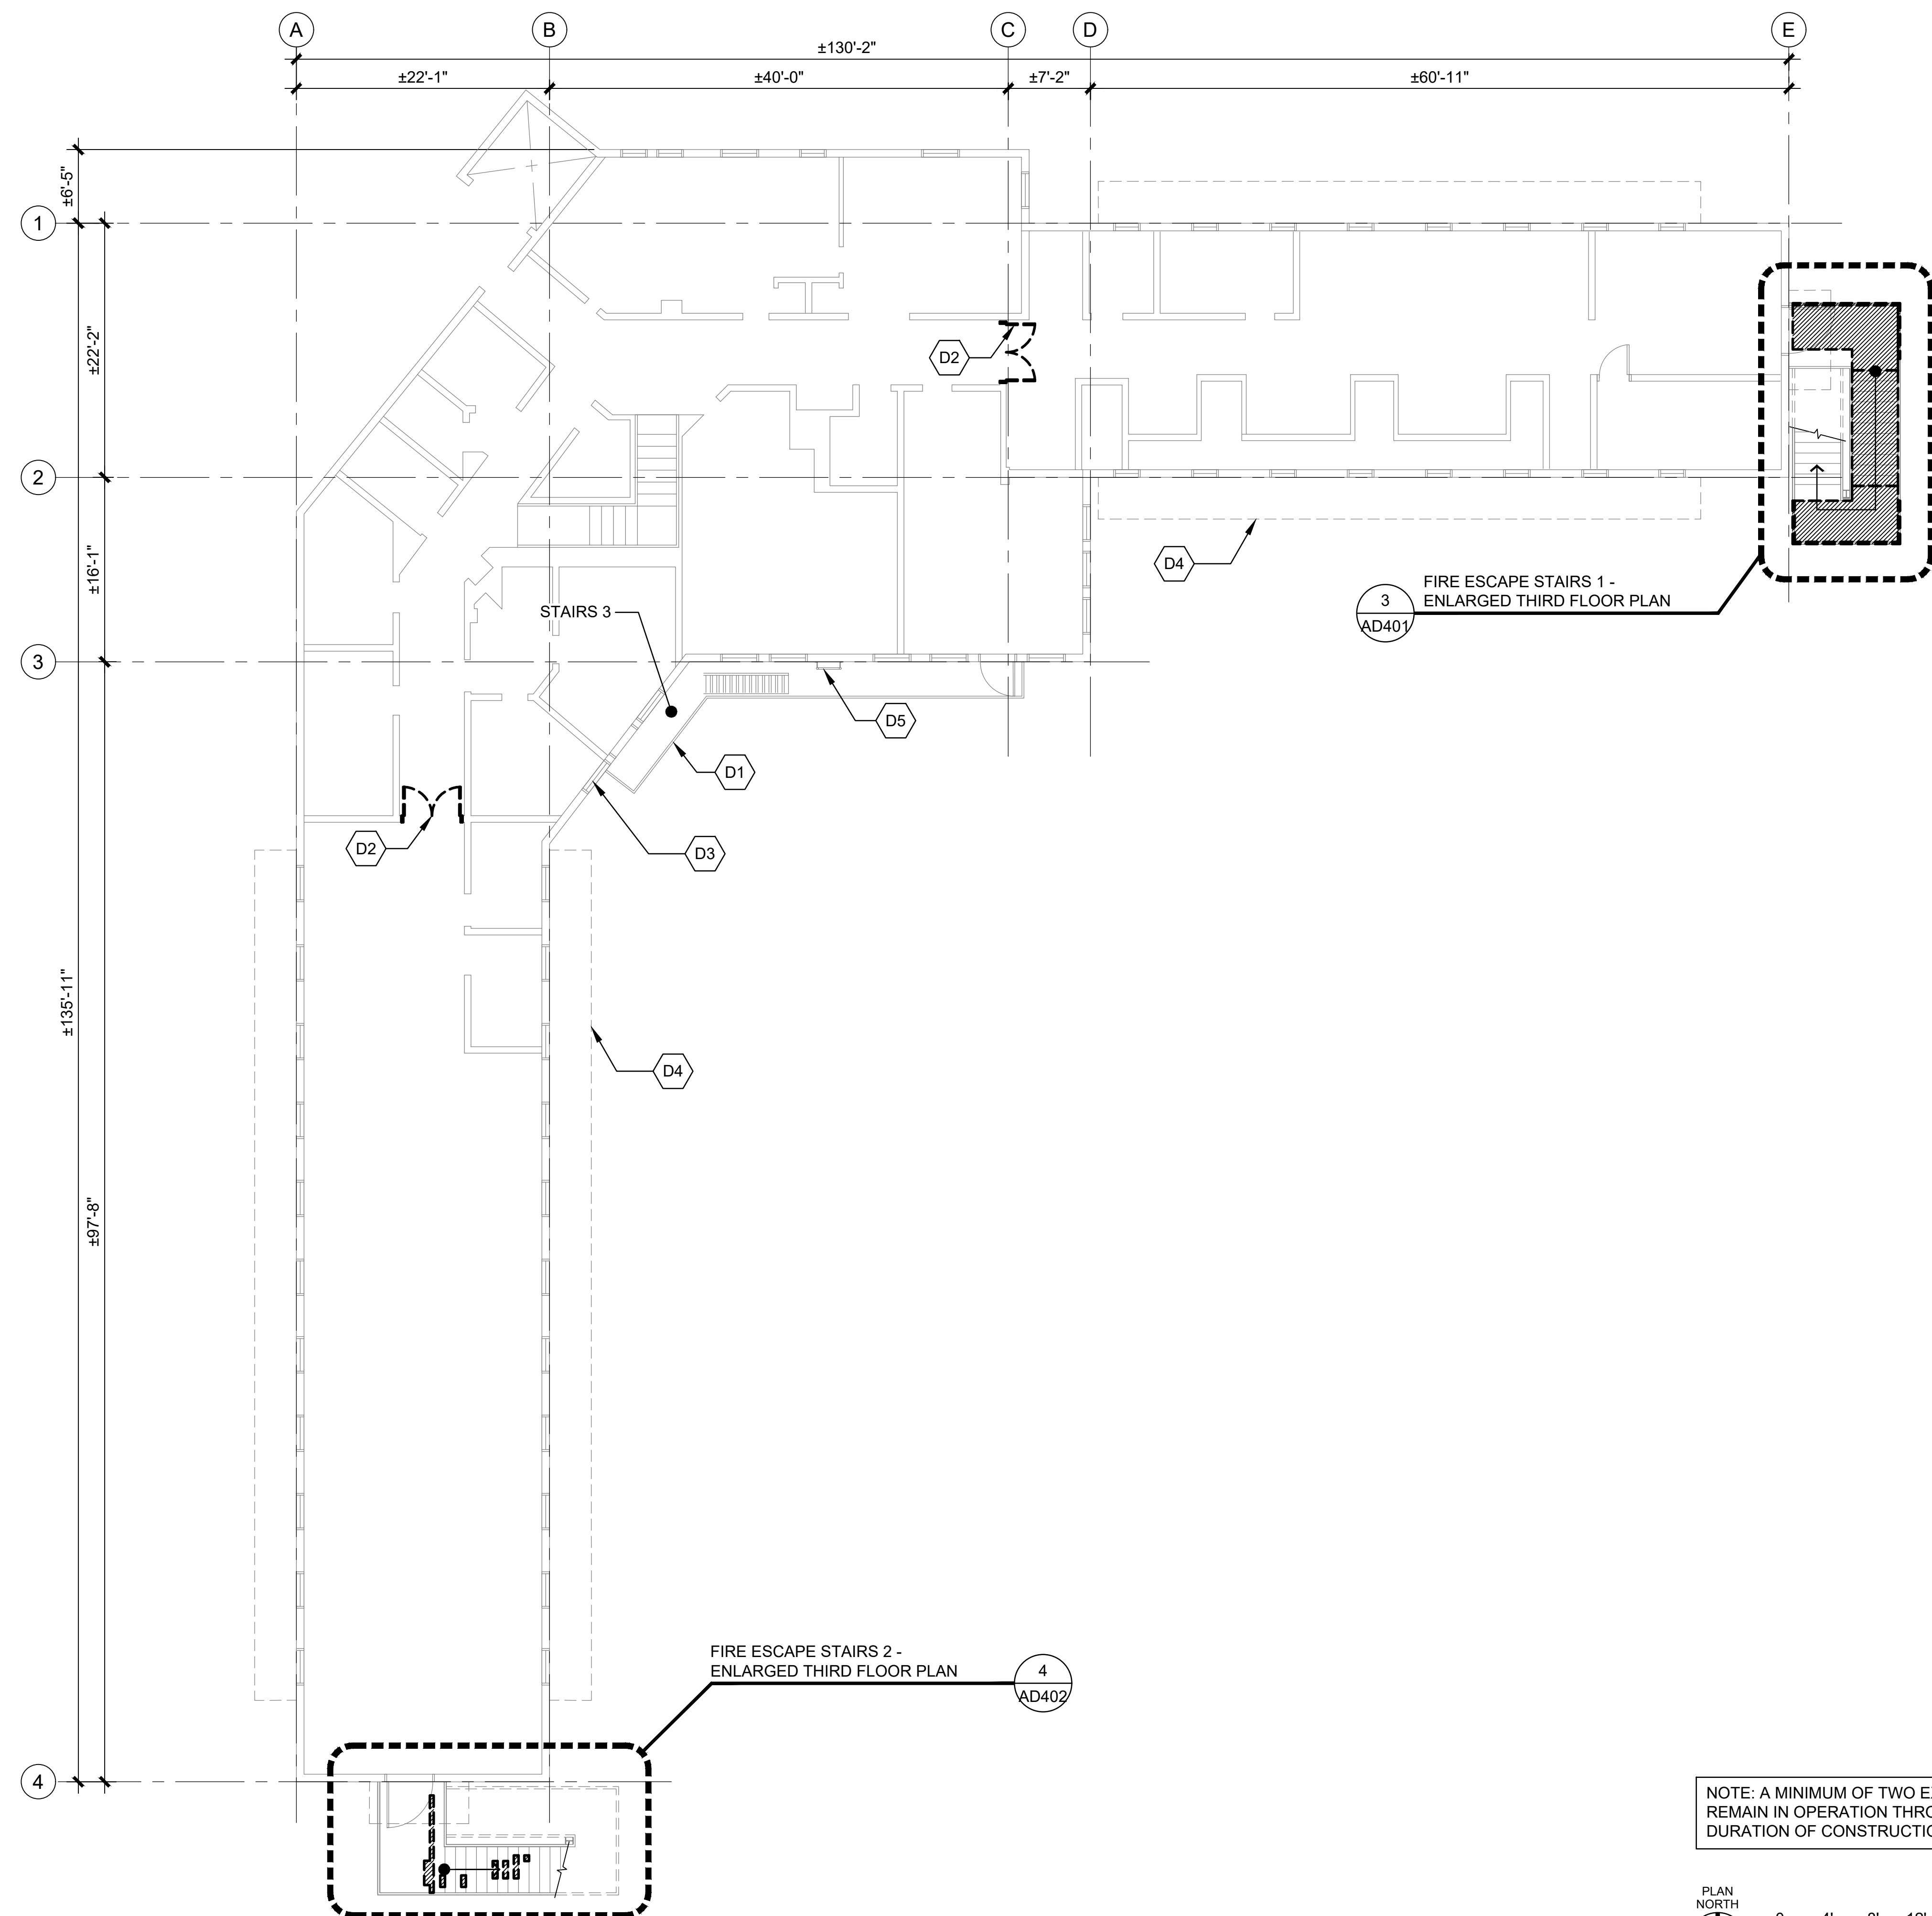 A
B
C
D
E
±130'-2"
±22'-1"
±40'-0"
±7'-2"
±60'-11"
±6'-5"
1
±22'-2"
D2
2
±16'-1"
D4
FIRE ESCAPE STAIRS 1 -
ENLARGED THIRD FLOOR PLAN
3
AD401
STAIRS 3
3
D5
D1
D2
D3
±135'-11"
D4
±97'-8"
FIRE ESCAPE STAIRS 2 -
ENLARGED THIRD FLOOR PLAN
4
AD402
4
NOTE: A MINIMUM OF TWO
REMAIN IN OPERATION
DURATION OF
PLAN
NORTH